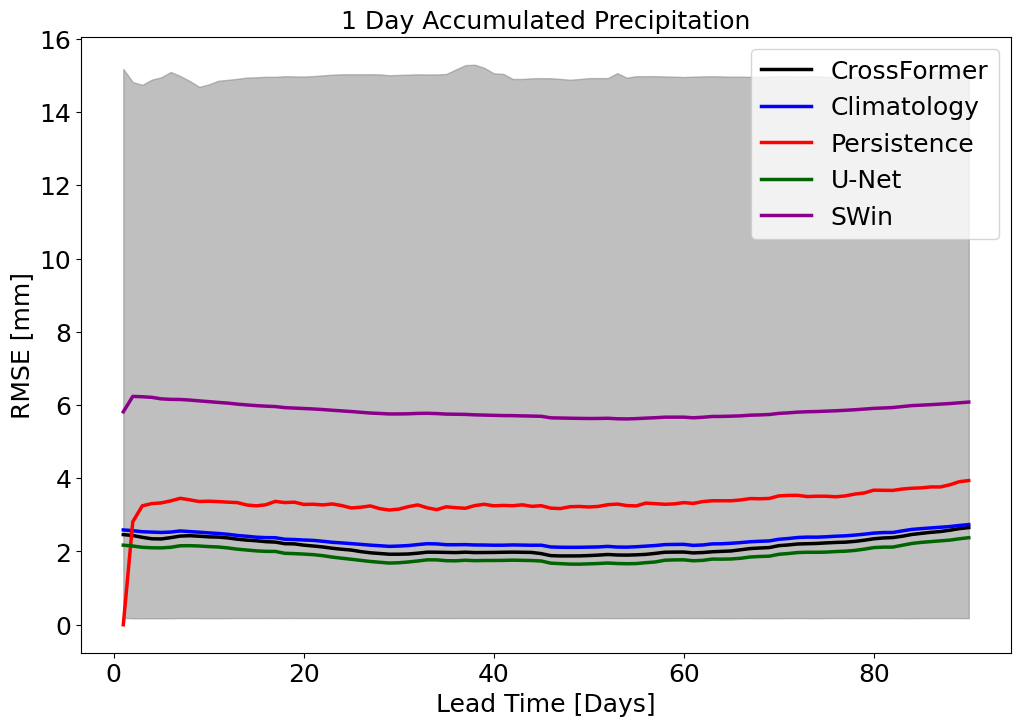 1 Day Accumulated Precipitation
RMSE [mm]
16
14
12
10
8
6
4
2
0
CrossFormer
Climatology
Persistence
U-Net
SWin
0
20
40
60
80
Lead Time [Days]